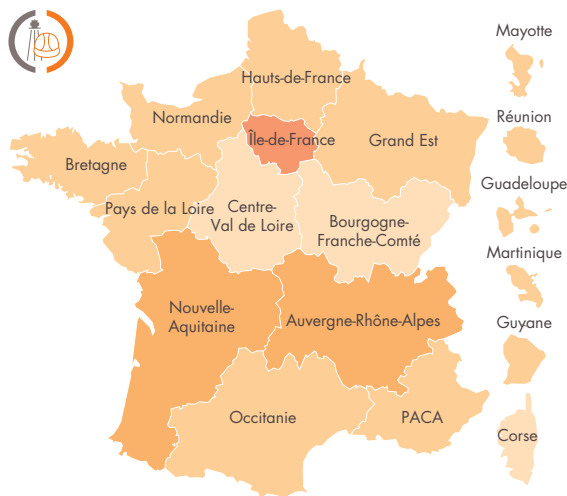 Mayotte
Hauts-de-France
Normandie
Réunion
Île-de-France
Grand Est
Bretagne
Guadeloupe
Pays de la Loire
Centre-
Val de Loire
Bourgogne-
Franche-Comté
Martinique
Nouvelle-
Aquitaine
Auvergne-Rhône-Alpes
Guyane
Occitanie
PACA
Corse